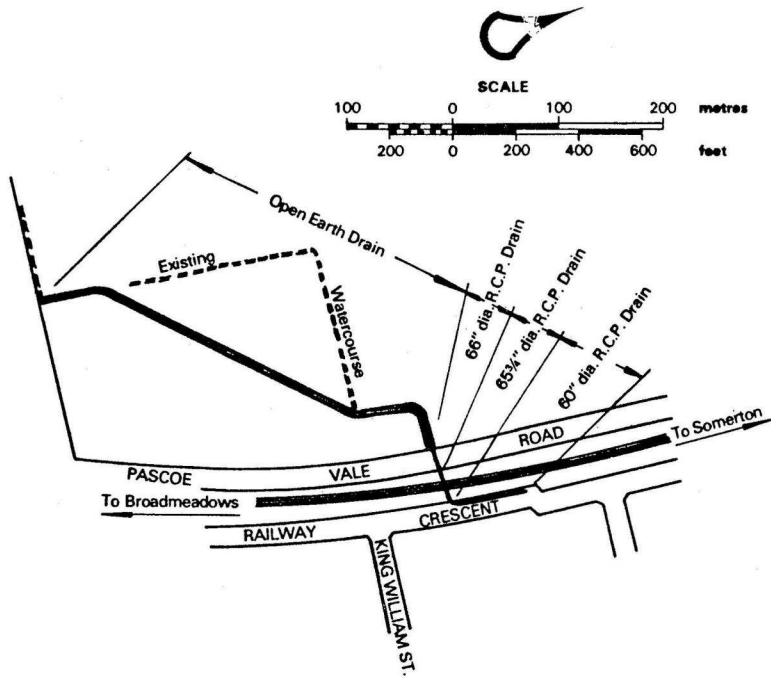 SCALE
100 0 100 200 metres
200 0 200 400 600 feet
Open Earth Drain
66" dia. R.C.P. Drain
65¾" dia. R.C.P. Drain
60" dia. R.C.P. Drain
Existing
Watercourse
PASCOE VALE ROAD
To Somerton
To Broadmeadows
RAILWAY CRESCENT
KING WILLIAM ST.